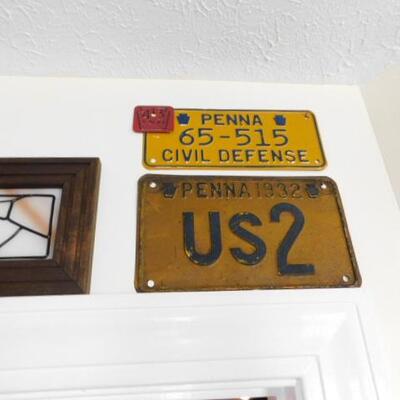 PENNA
65-515
CIVIL DEFENSE
PENNA 1932
US2